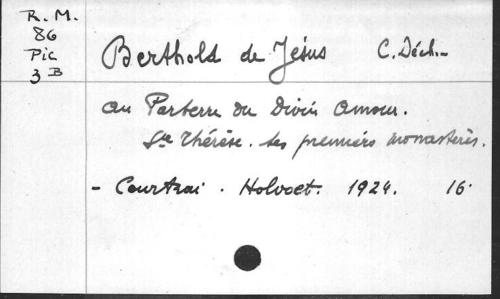 R. M.
86
Pic
3 B
Berthold de Jésus C. Déch.
Au Parterre du Divin Amour.
Ste Thérèse. Ses premiers monastères.
- Courtrai. Holvoet. 1924. 16.